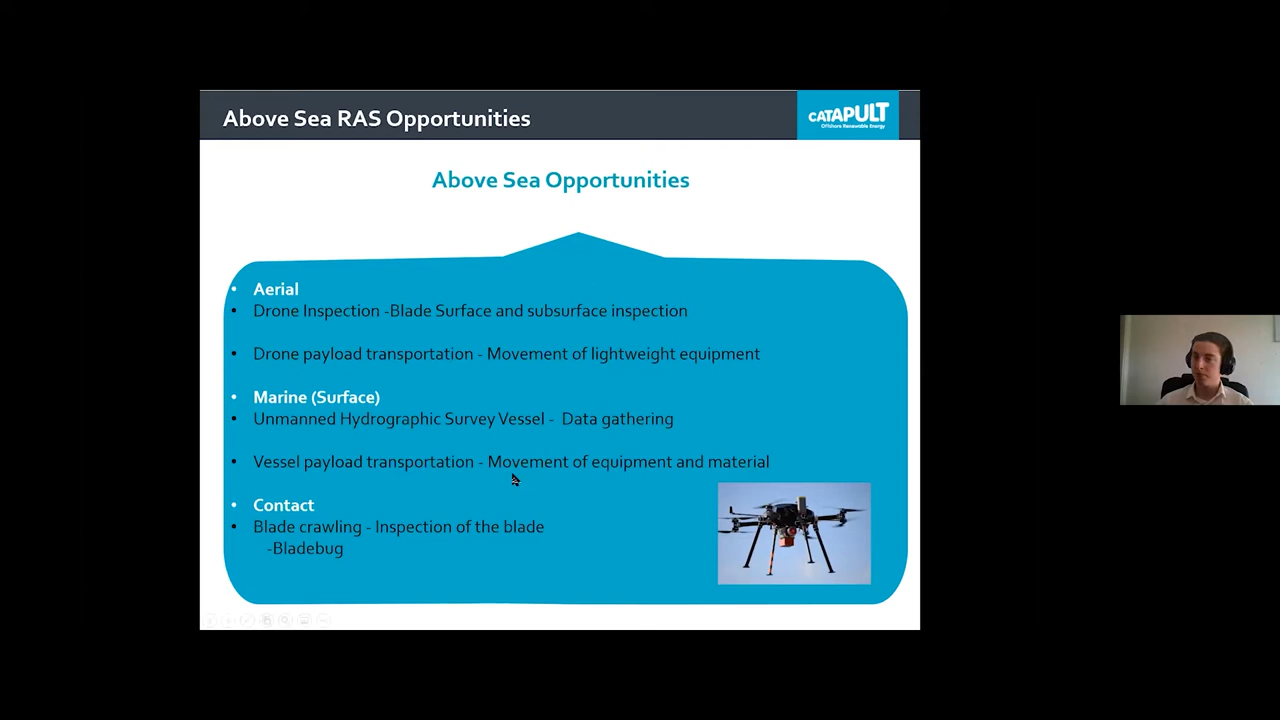 Above Sea RAS Opportunities
CATAPULT
Offshore Renewable Energy
Above Sea Opportunities
• Aerial
• Drone Inspection -Blade Surface and subsurface inspection
• Drone payload transportation - Movement of lightweight equipment
• Marine (Surface)
• Unmanned Hydrographic Survey Vessel - Data gathering
• Vessel payload transportation - Movement of equipment and material
• Contact
• Blade crawling - Inspection of the blade
-Bladebug